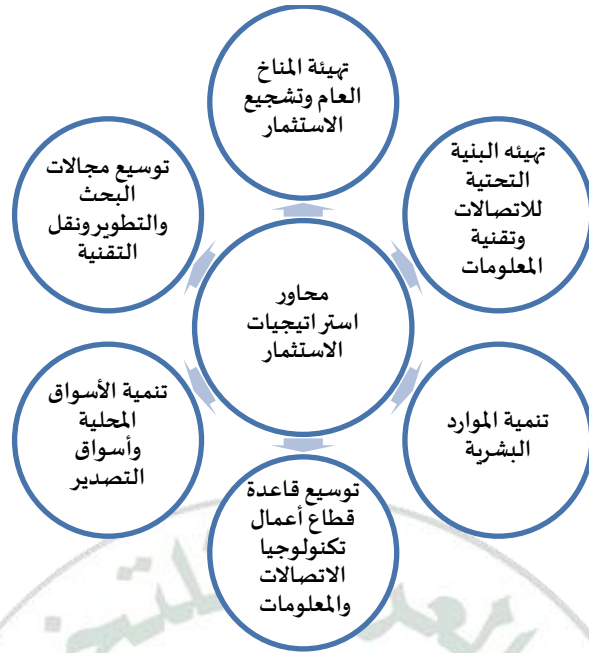 تهيئة المناخ
العام وتشجيع
الاستثمار
تهيئه البنية
التحتية
للاتصالات
وتقنية
المعلومات
تنمية الموارد
البشرية
توسيع قاعدة
قطاع أعمال
تكنولوجيا
الاتصالات
والمعلومات
تنمية الأسواق
المحلية
وأسواق
التصدير
توسيع مجالات
البحث
والتطوير ونقل
التقنية
محاور
استراتيجيات
الاستثمار